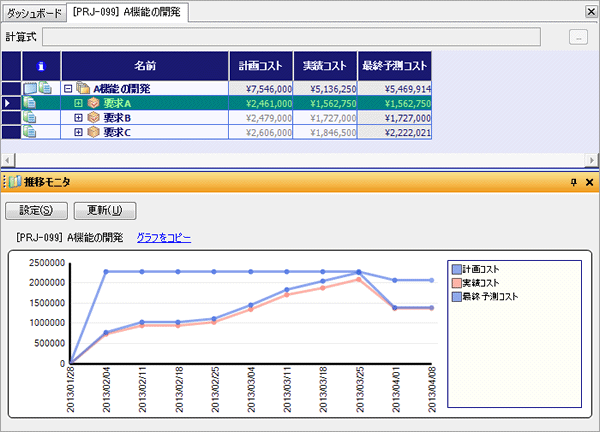 ダッシュボード [PRJ-099] A機能の開発
計算式 ...
i 名前 計画コスト 実績コスト 最終予測コスト
A機能の開発 ¥7,546,000 ¥5,136,250 ¥5,469,914
要求A ¥2,461,000 ¥1,562,750 ¥1,562,750
要求B ¥2,479,000 ¥1,727,000 ¥1,727,000
要求C ¥2,606,000 ¥1,846,500 ¥2,222,021
推移モニタ
設定(S) 更新(U)
[PRJ-099] A機能の開発 グラフをコピー
2500000
2000000
1500000
1000000
500000
0
2013/01/28 2013/02/04 2013/02/11 2013/02/18 2013/02/25 2013/03/04 2013/03/11 2013/03/18 2013/03/25 2013/04/01 2013/04/08
計画コスト
実績コスト
最終予測コスト